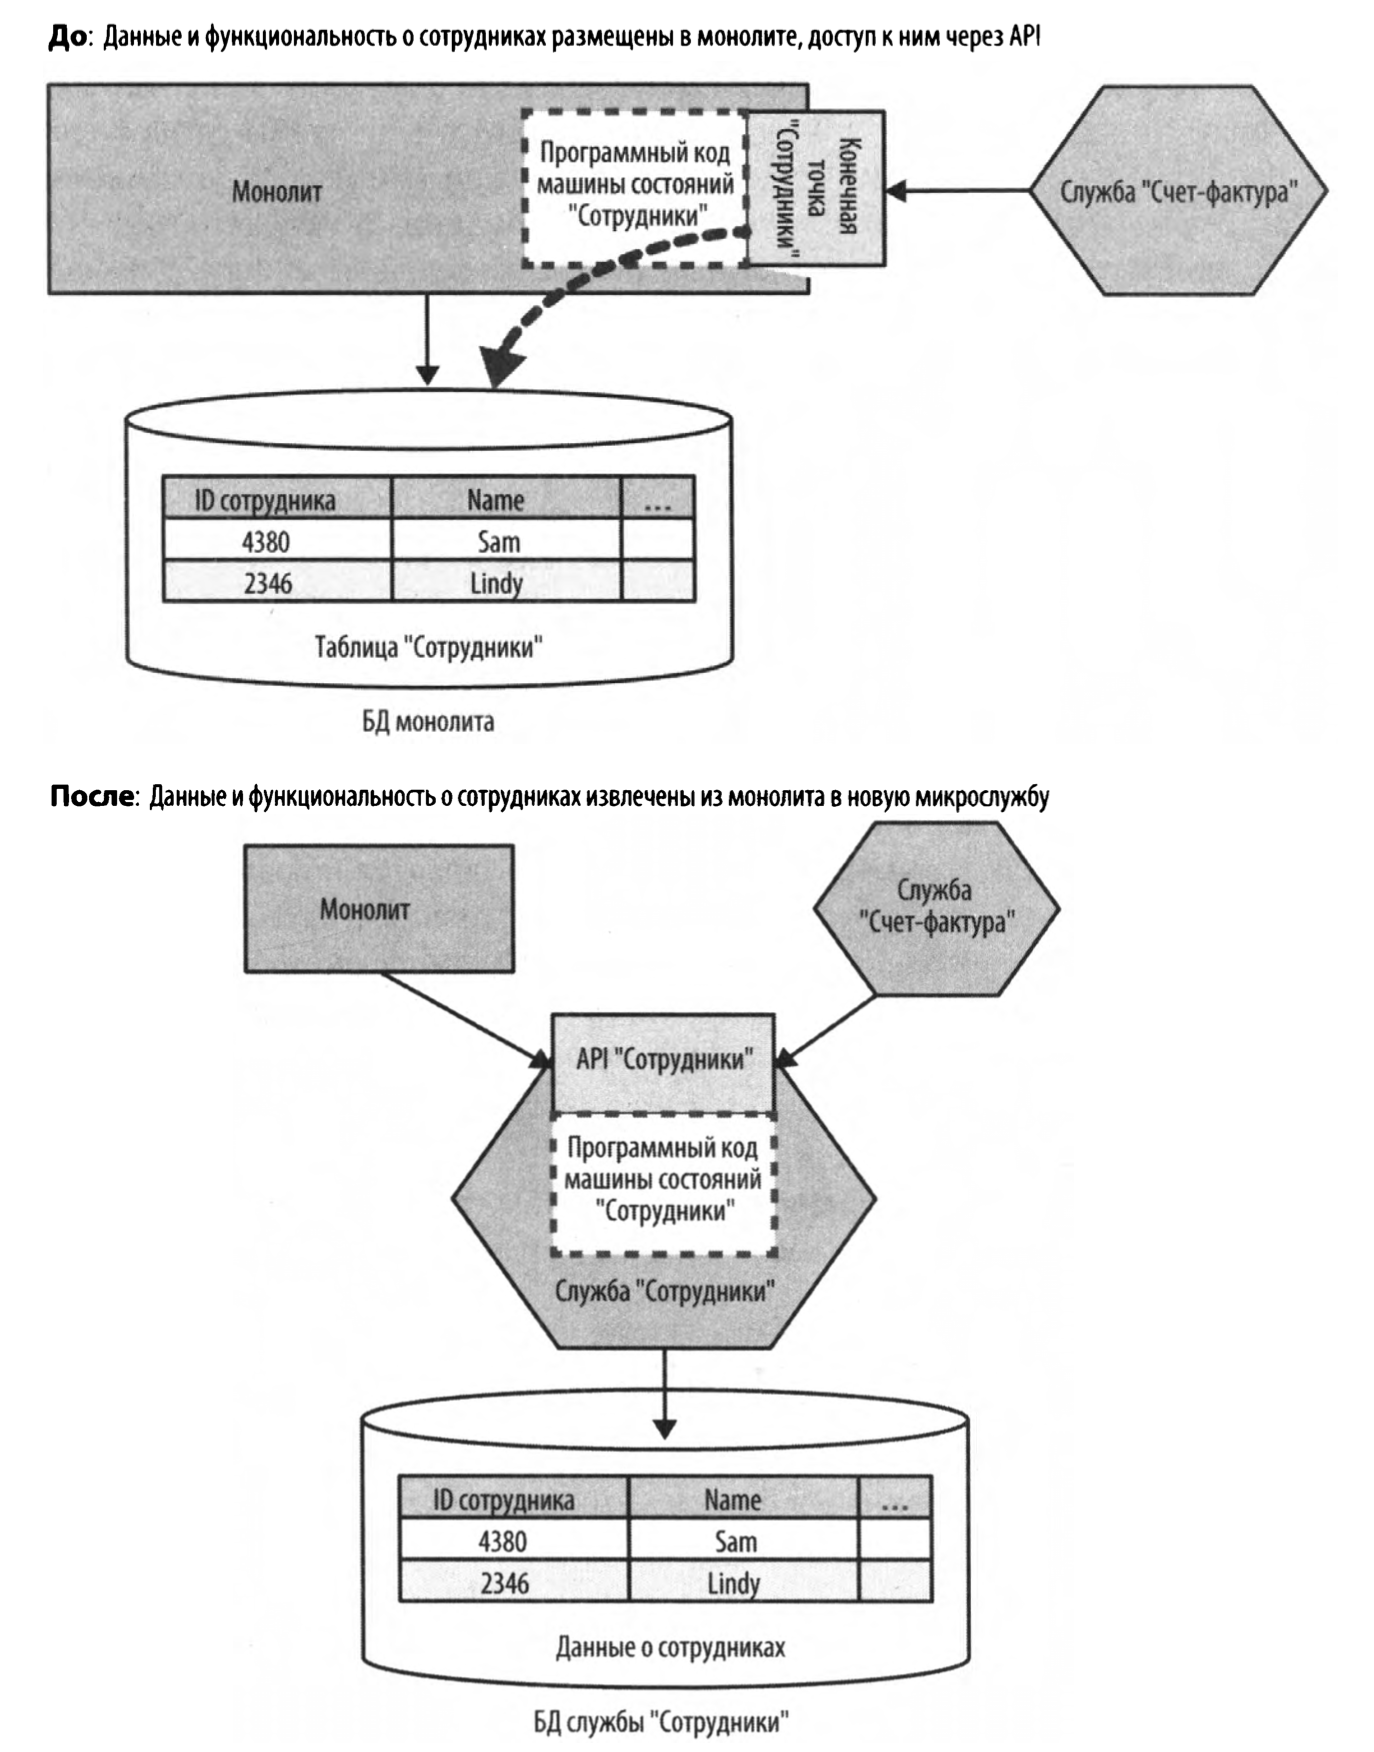 До: Данные и функциональность о сотрудниках размещены в монолите, доступ к ним через API
Монолит
Программный код
машины состояний
"Сотрудники"
Конечная
точка
"Сотрудники"
Служба "Счет-фактура"
ID сотрудника Name ...
4380 Sam
2346 Lindy
Таблица "Сотрудники"
БД монолита
После: Данные и функциональность о сотрудниках извлечены из монолита в новую микрослужбу
Монолит
Служба
"Счет-фактура"
API "Сотрудники"
Программный код
машины состояний
"Сотрудники"
Служба "Сотрудники"
ID сотрудника Name ...
4380 Sam
2346 Lindy
Данные о сотрудниках
БД службы "Сотрудники"